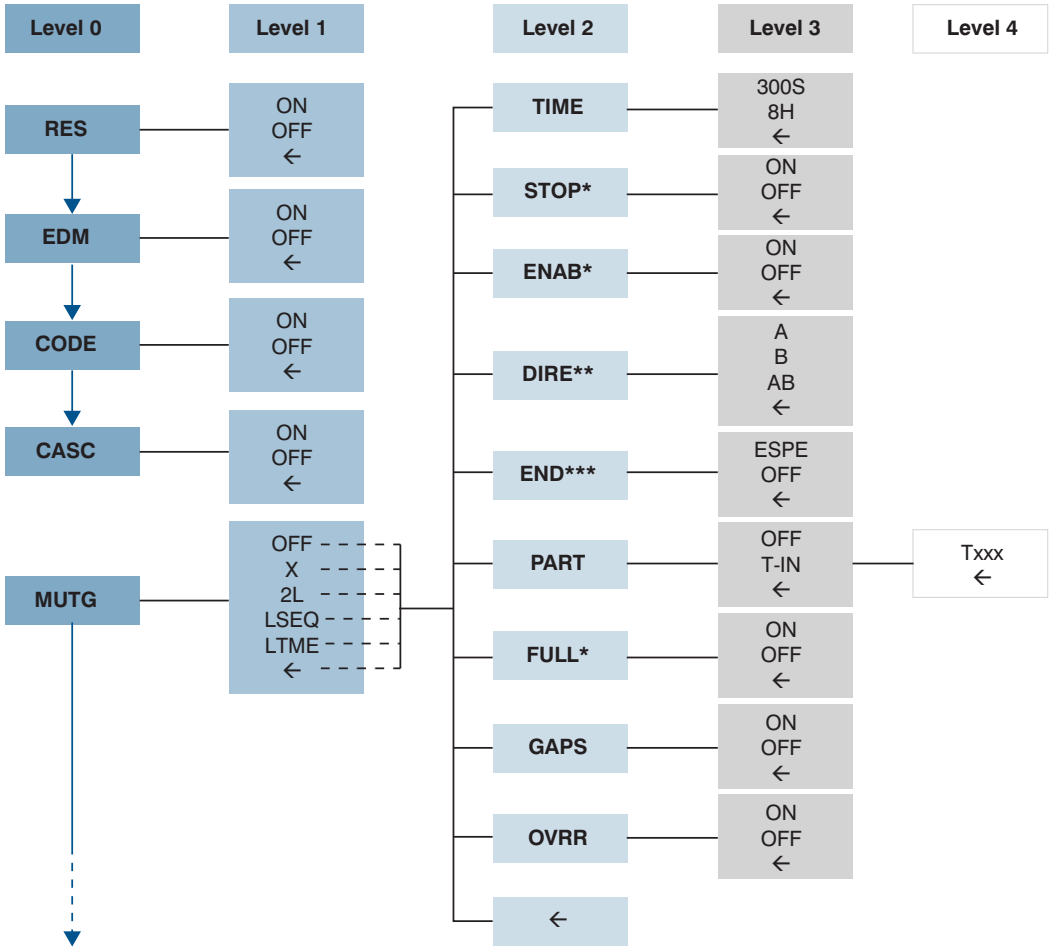 Level 0
Level 1
Level 2
Level 3
Level 4
RES
ON
OFF
←
EDM
ON
OFF
←
CODE
ON
OFF
←
CASC
ON
OFF
←
MUTG
OFF
X
2L
LSEQ
LTME
←
TIME
300S
8H
←
STOP*
ON
OFF
←
ENAB*
ON
OFF
←
DIRE**
A
B
AB
←
END***
ESPE
OFF
←
PART
OFF
T-IN
←
Txxx
←
FULL*
ON
OFF
←
GAPS
ON
OFF
←
OVRR
ON
OFF
←
←